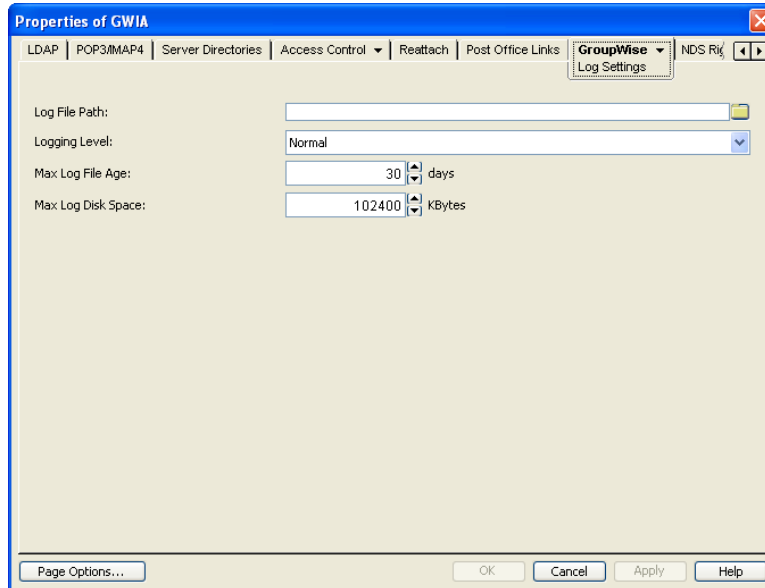 Properties of GWIA
LDAP POP3/IMAP4 Server Directories Access Control Reattach Post Office Links GroupWise NDS
Log Settings
Log File Path:
Logging Level: Normal
Max Log File Age: 30 days
Max Log Disk Space: 102400 KBytes
Page Options... OK Cancel Apply Help